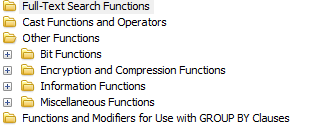 Full-Text Search Functions
Cast Functions and Operators
Other Functions
Bit Functions
Encryption and Compression Functions
Information Functions
Miscellaneous Functions
Functions and Modifiers for Use with GROUP BY Clauses